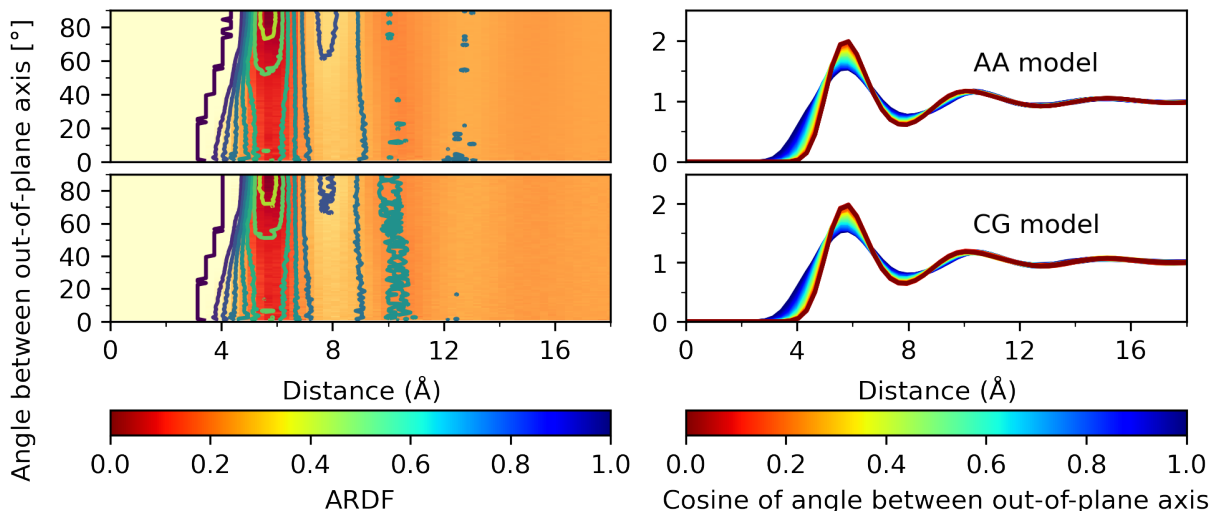 Angle between out-of-plane axis [°]
80
60
40
20
0
80
60
40
20
0
0 4 8 12 16
Distance (Å)
0.0 0.2 0.4 0.6 0.8 1.0
ARDF
2
1
0
AA model
2
1
0
CG model
0 4 8 12 16
Distance (Å)
0.0 0.2 0.4 0.6 0.8 1.0
Cosine of angle between out-of-plane axis